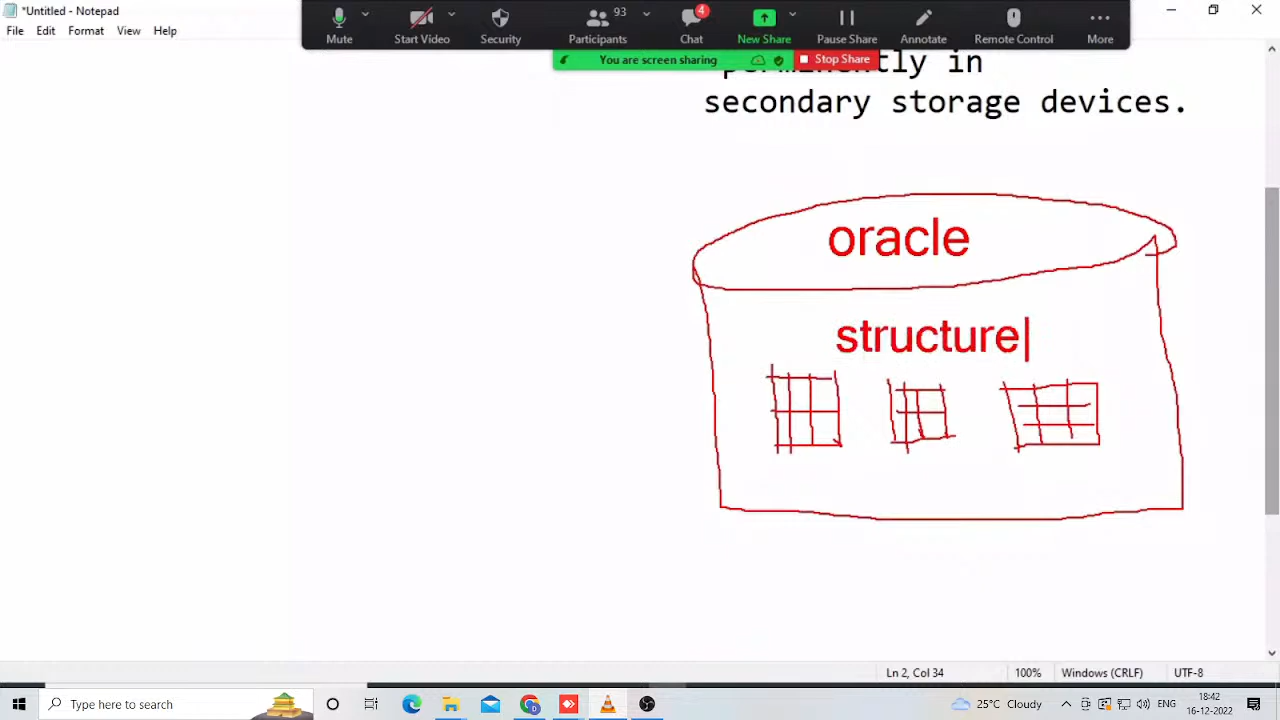 *Untitled - Notepad
File Edit Format View Help
Mute Start Video Security Participants 93 Chat 4 New Share Pause Share Annotate Remote Control More
You are screen sharing Stop Share
in
secondary storage devices.
oracle
structure
Ln 2, Col 34 100% Windows (CRLF) UTF-8
Type here to search
25°C Cloudy ENG 18:42
16-12-2022